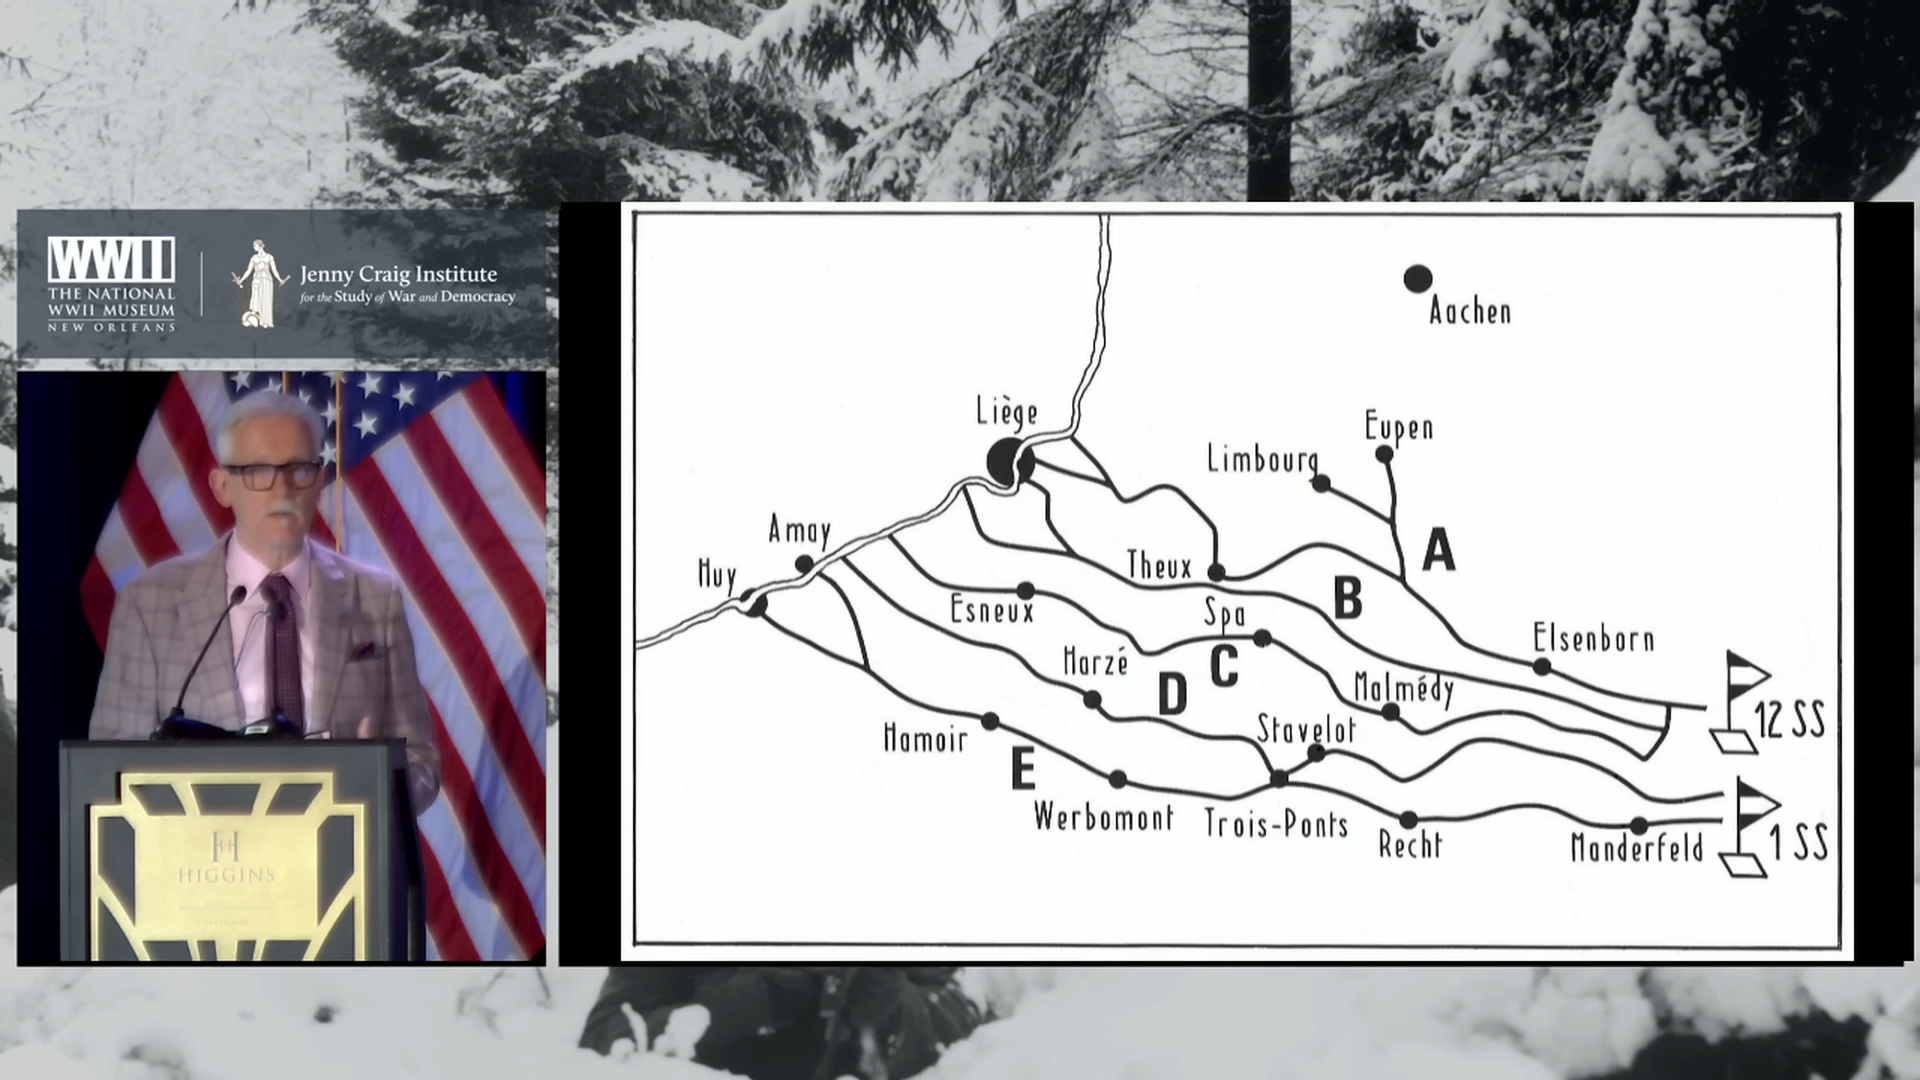 WWII
THE NATIONAL
WWII MUSEUM
NEW ORLEANS
Jenny Craig Institute
for the Study of War and Democracy
H
HIGGINS
Aachen
Liège
Eupen
Limbourg
Amay
A
Huy
Theux
B
Esneux
Spa
Elsenborn
Harzé
C
Malmédy
D
12 SS
Stavelot
Hamoir
E
Werbomont
Trois-Ponts
Recht
Manderfeld
1 SS